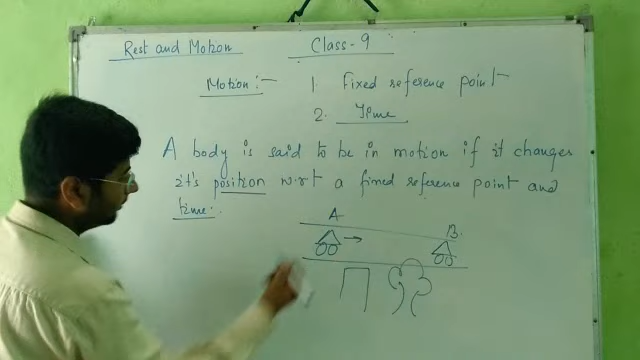 Rest and Motion Class-9
Motion:- 1. Fixed reference point
2. Time
A body is said to be in motion if it changes
it's position wrt a fixed reference point and
time:
A
B.